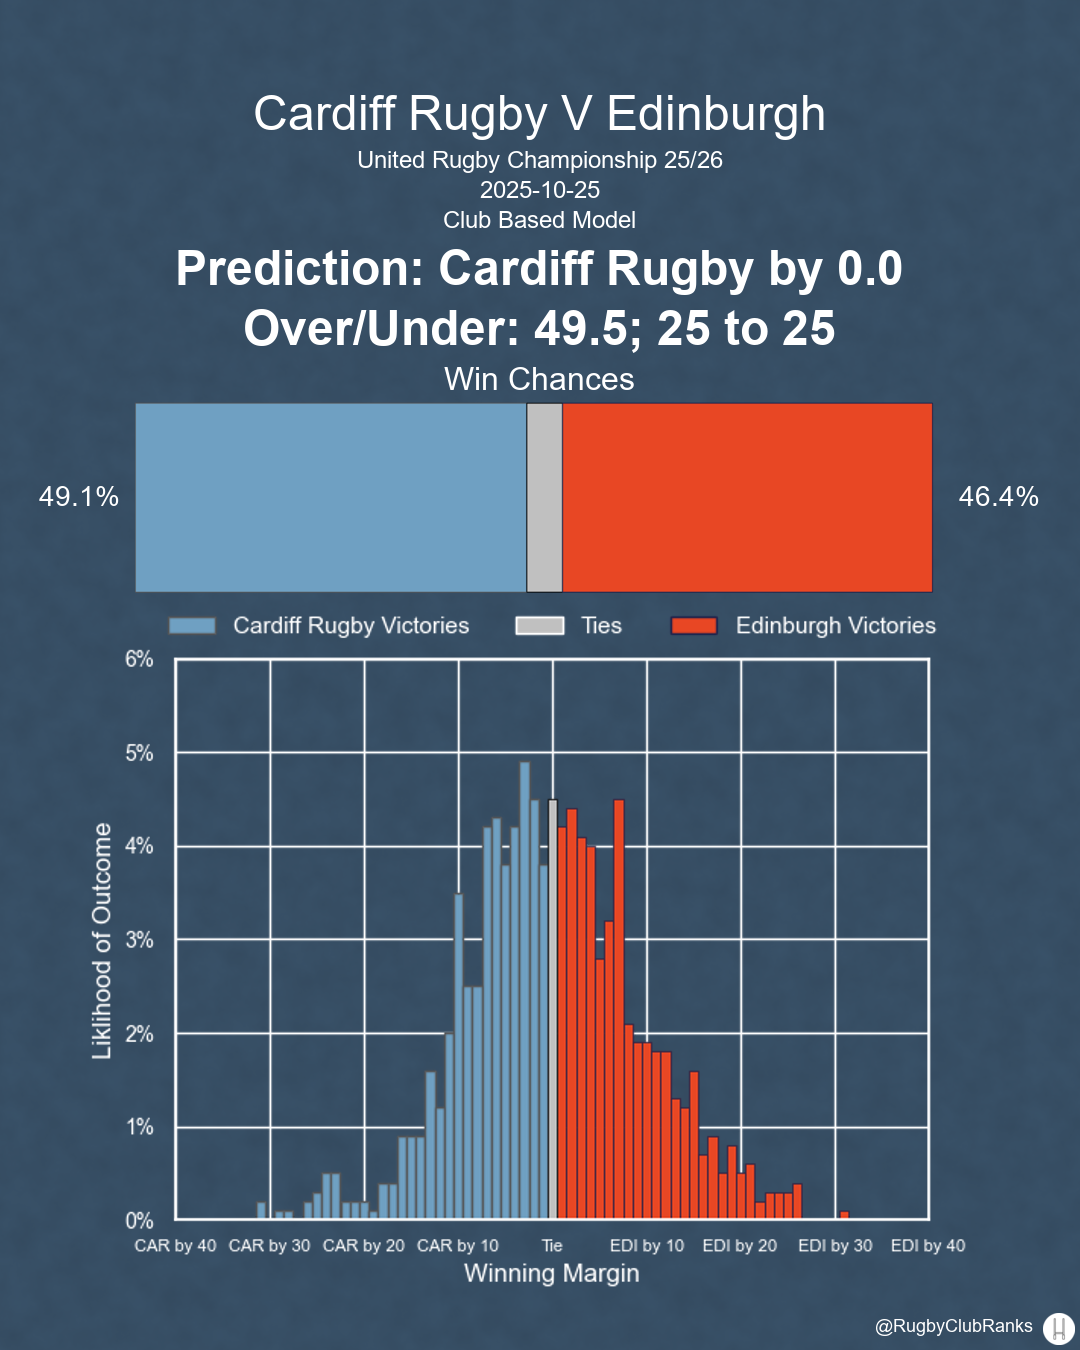 Cardiff Rugby V Edinburgh
United Rugby Championship 25/26
2025-10-25
Club Based Model
Prediction: Cardiff Rugby by 0.0
Over/Under: 49.5; 25 to 25
Win Chances
49.1%
46.4%
Cardiff Rugby Victories Ties Edinburgh Victories
6%
5%
4%
3%
2%
1%
0%
Liklihood of Outcome
CAR by 40 CAR by 30 CAR by 20 CAR by 10 Tie EDI by 10 EDI by 20 EDI by 30 EDI by 40
Winning Margin
@RugbyClubRanks